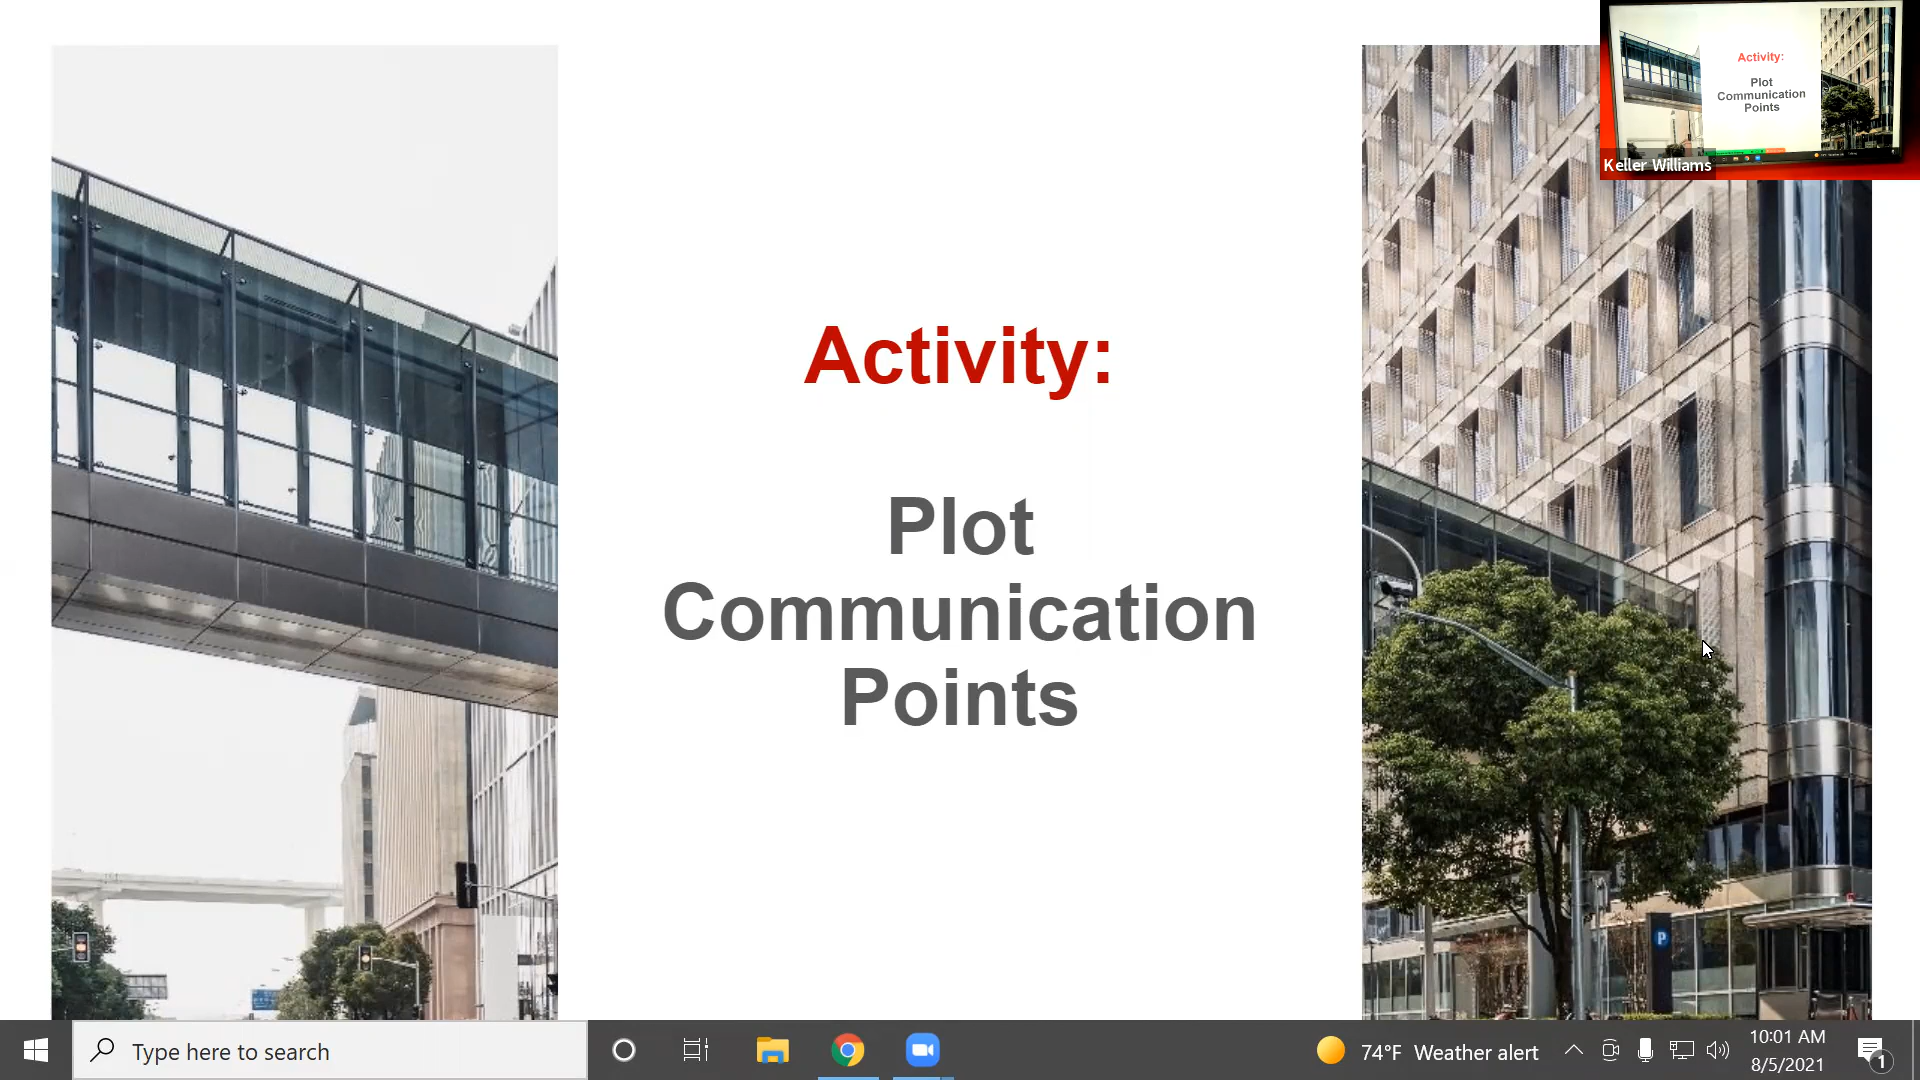 Activity:
Plot
Communication
Points
Activity:
Plot
Communication
Points
Keller Williams
P
Type here to search
74°F Weather alert
10:01 AM
8/5/2021
1